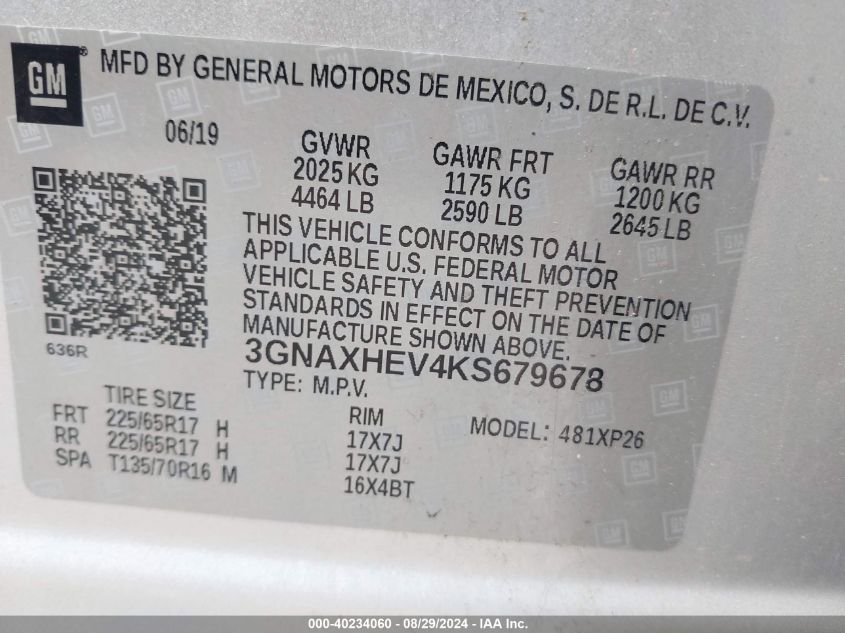 GM ® MFD BY GENERAL MOTORS DE MEXICO, S. DE R.L. DE C.V.
06/19
GVWR
2025 KG
4464 LB
GAWR FRT
1175 KG
2590 LB
GAWR RR
1200 KG
2645 LB
THIS VEHICLE CONFORMS TO ALL
APPLICABLE U.S. FEDERAL MOTOR
VEHICLE SAFETY AND THEFT PREVENTION
STANDARDS IN EFFECT ON THE DATE OF
MANUFACTURE SHOWN ABOVE.
636R
3GNAXHEV4KS679678
TYPE: M.P.V.
TIRE SIZE
FRT 225/65R17 H
RR 225/65R17 H
SPA T135/70R16 M
RIM
17X7J
17X7J
16X4BT
MODEL: 481XP26
000-40234060 - 08/29/2024 - IAA Inc.